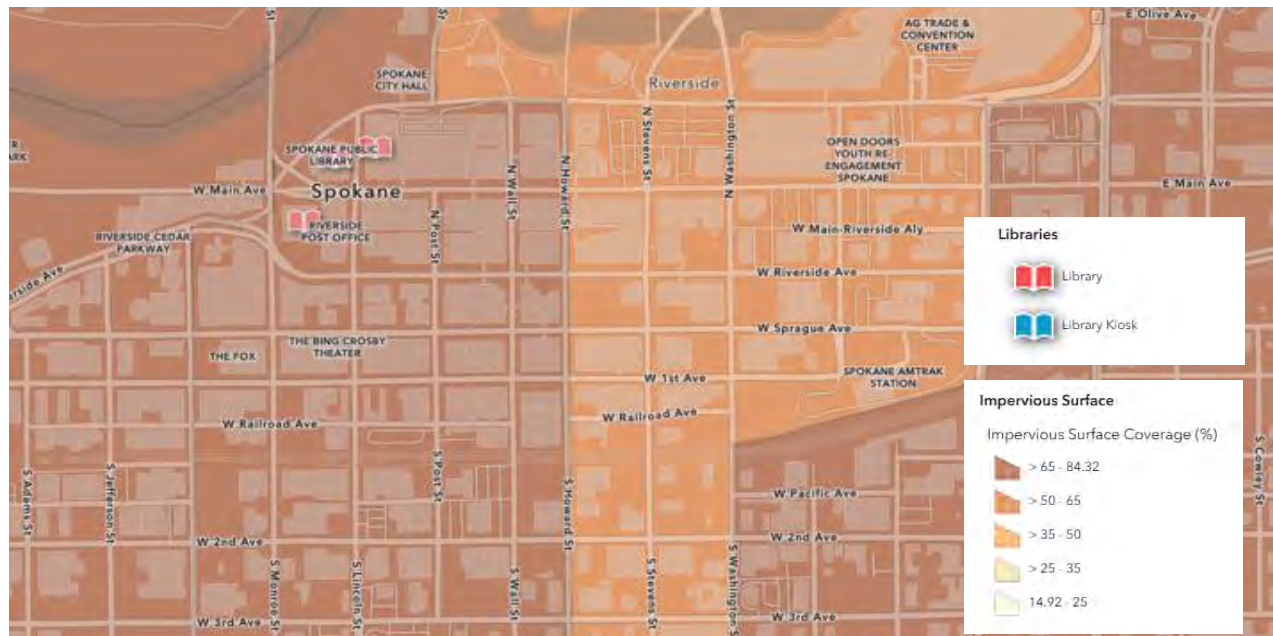 St
St
AG TRADE &
CONVENTION
CENTER
E Olive Ave
SPOKANE
CITY HALL
Riverside
N Stevens St
N Washington St
SPOKANE PUBLIC
LIBRARY
OPEN DOORS
YOUTH RE-
ENGAGEMENT
SPOKANE
ER
ARK
W Main Ave
Spokane
N Wall St
N Howard St
E Main Ave
RIVERSIDE
POST OFFICE
N Post St
RIVERSIDE CEDAR
PARKWAY
W Main-Riverside Aly
erside Ave
W Riverside Ave
W Sprague Ave
THE FOX
THE BING CROSBY
THEATER
W 1st Ave
SPOKANE AMTRAK
STATION
W Railroad Ave
W Railroad Ave
S Adams St
S Jefferson St
S Post St
S Howard St
W Pacific Ave
S Cowley St
W 2nd Ave
W 2nd Ave
S Monroe St
S Lincoln St
S Wall St
S Stevens St
S Washington S
W 3rd Ave
W 3rd Ave
Libraries
Library
Library Kiosk
Impervious Surface
Impervious Surface Coverage (%)
> 65 - 84.32
> 50 - 65
> 35 - 50
> 25 - 35
14.92 - 25